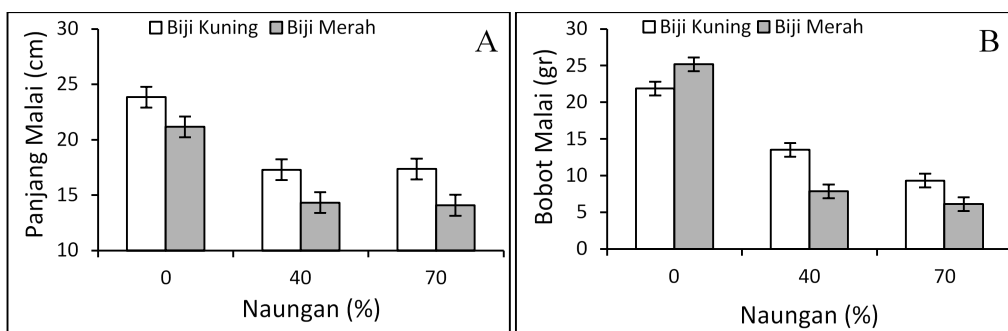 Biji Kuning Biji Merah
A
Panjang Malai (cm)
30
25
20
15
10
0 40 70
Naungan (%)
Biji Kuning Biji Merah
B
Bobot Malai (gr)
30
25
20
15
10
5
0
0 40 70
Naungan (%)